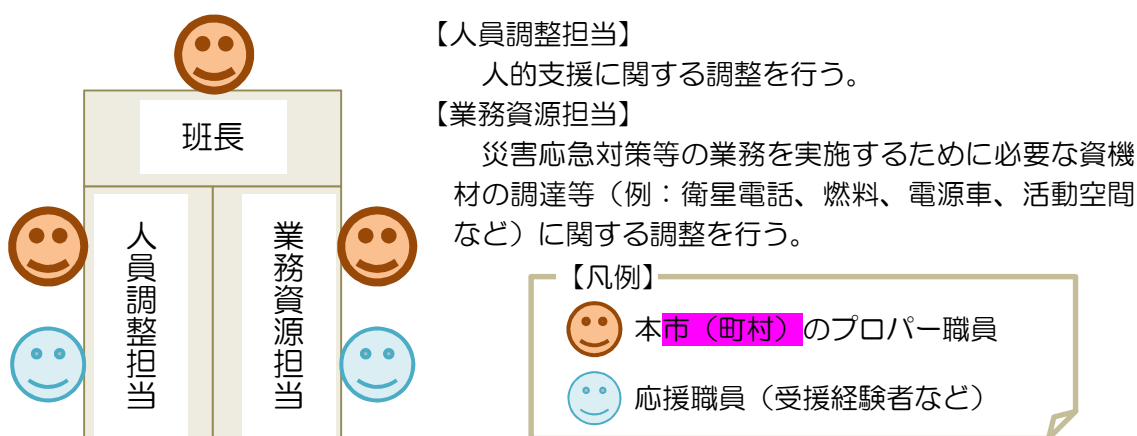 班長
人員調整担当
業務資源担当
【人員調整担当】
人的支援に関する調整を行う。
【業務資源担当】
災害応急対策等の業務を実施するために必要な資機
材の調達等（例：衛星電話、燃料、電源車、活動空間
など）に関する調整を行う。
【凡例】
本市（町村）のプロパー職員
応援職員（受援経験者など）